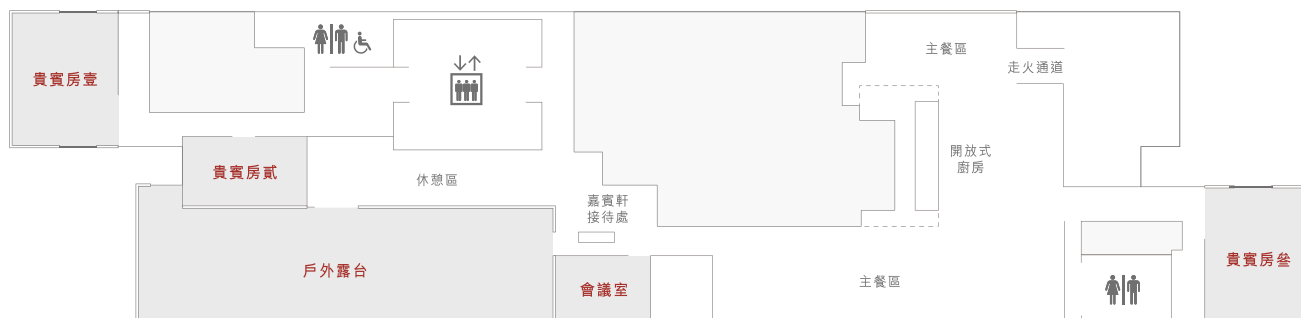 主餐區
走火通道
貴賓房壹
開放式
廚房
貴賓房貳
休憩區
嘉賓軒
接待處
貴賓房叄
戶外露台
主餐區
會議室